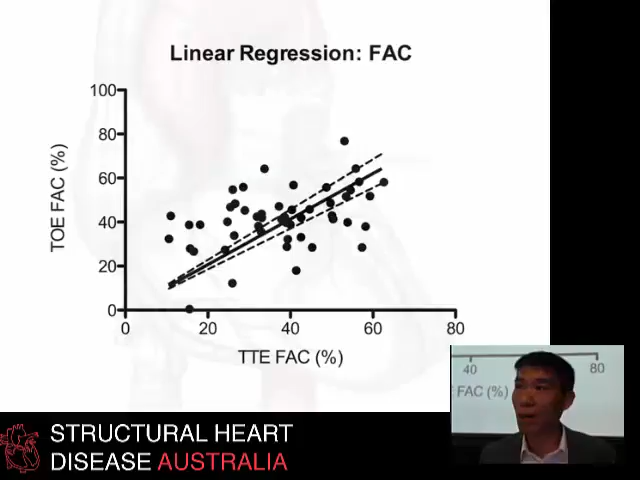 Linear Regression: FAC
100
80
60
40
20
0
TOE FAC (%)
0 20 40 60 80
TTE FAC (%)
40 80
FAC (%)
STRUCTURAL HEART
DISEASE AUSTRALIA